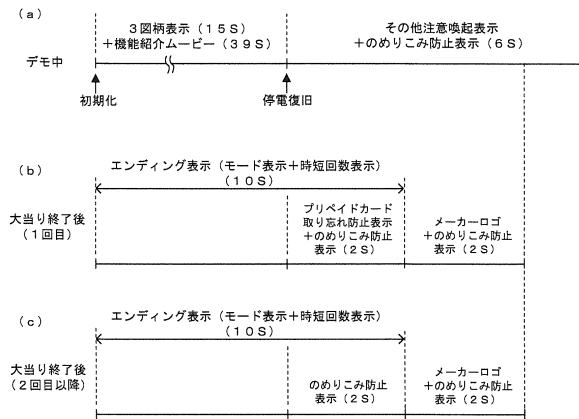 (a)
3図柄表示(15S)
+機能紹介ムービー(39S)
その他注意喚起表示
+のめりこみ防止表示(6S)
デモ中
初期化
停電復旧
(b)
エンディング表示(モード表示+時短回数表示)
(10S)
大当り終了後
(1回目)
プリペイドカード
取り忘れ防止表示
+のめりこみ防止
表示(2S)
メーカーロゴ
+のめりこみ防止
表示(2S)
(c)
エンディング表示(モード表示+時短回数表示)
(10S)
大当り終了後
(2回目以降)
のめりこみ防止
表示(2S)
メーカーロゴ
+のめりこみ防止
表示(2S)